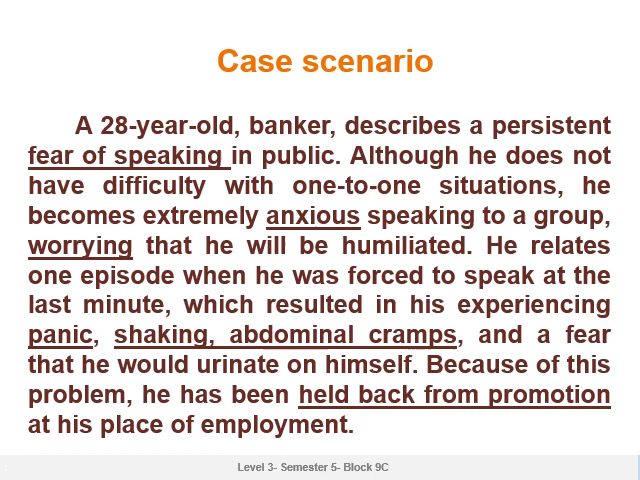 Case scenario
A 28-year-old, banker, describes a persistent
fear of speaking in public. Although he does not
have difficulty with one-to-one situations, he
becomes extremely anxious speaking to a group,
worrying that he will be humiliated. He relates
one episode when he was forced to speak at the
last minute, which resulted in his experiencing
panic, shaking, abdominal cramps, and a fear
that he would urinate on himself. Because of this
problem, he has been held back from promotion
at his place of employment.
Level 3- Semester 5- Block 9C